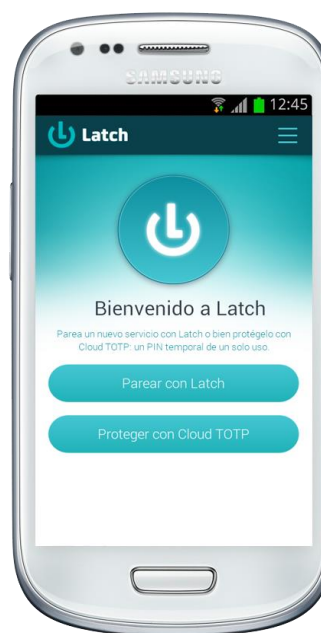 SAMSUNG
12:45
Latch
Bienvenido a Latch
Parea un nuevo servicio con Latch o bien protégelo con
Cloud TOTP: un PIN temporal de un solo uso.
Parear con Latch
Proteger con Cloud TOTP